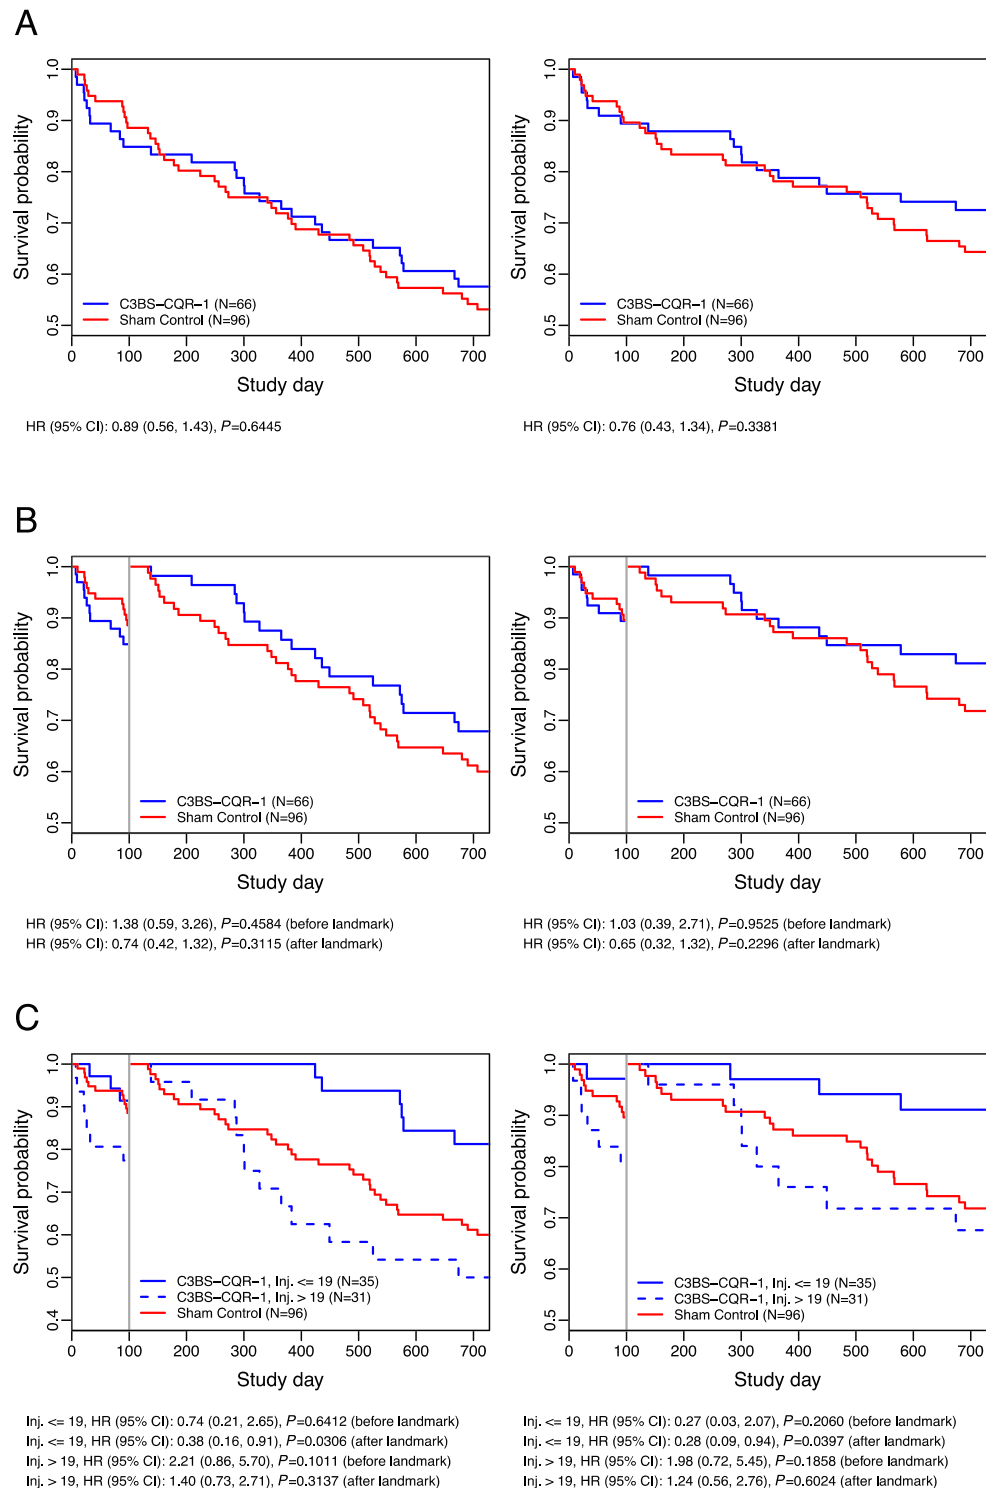 A
Survival probability
1.0
0.9
0.8
0.7
0.6
0.5
C3BS−CQR−1 (N=66)
Sham Control (N=96)
0 100 200 300 400 500 600 700
Study day
HR (95% CI): 0.89 (0.56, 1.43), P=0.6445
Survival probability
1.0
0.9
0.8
0.7
0.6
0.5
C3BS−CQR−1 (N=66)
Sham Control (N=96)
0 100 200 300 400 500 600 700
Study day
HR (95% CI): 0.76 (0.43, 1.34), P=0.3381
B
Survival probability
1.0
0.9
0.8
0.7
0.6
0.5
C3BS−CQR−1 (N=66)
Sham Control (N=96)
0 100 200 300 400 500 600 700
Study day
HR (95% CI): 1.38 (0.59, 3.26), P=0.4584 (before landmark)
HR (95% CI): 0.74 (0.42, 1.32), P=0.3115 (after landmark)
Survival probability
1.0
0.9
0.8
0.7
0.6
0.5
C3BS−CQR−1 (N=66)
Sham Control (N=96)
0 100 200 300 400 500 600 700
Study day
HR (95% CI): 1.03 (0.39, 2.71), P=0.9525 (before landmark)
HR (95% CI): 0.65 (0.32, 1.32), P=0.2296 (after landmark)
C
Survival probability
1.0
0.9
0.8
0.7
0.6
0.5
0.4
C3BS−CQR−1, Inj. <= 19 (N=35)
C3BS−CQR−1, Inj. > 19 (N=31)
Sham Control (N=96)
0 100 200 300 400 500 600 700
Study day
Inj. <= 19, HR (95% CI): 0.74 (0.21, 2.65), P=0.6412 (before landmark)
Inj. <= 19, HR (95% CI): 0.38 (0.16, 0.91), P=0.0306 (after landmark)
Inj. > 19, HR (95% CI): 2.21 (0.86, 5.70), P=0.1011 (before landmark)
Inj. > 19, HR (95% CI): 1.40 (0.73, 2.71), P=0.3137 (after landmark)
Survival probability
1.0
0.9
0.8
0.7
0.6
0.5
C3BS−CQR−1, Inj. <= 19 (N=35)
C3BS−CQR−1, Inj. > 19 (N=31)
Sham Control (N=96)
0 100 200 300 400 500 600 700
Study day
Inj. <= 19, HR (95% CI): 0.27 (0.03, 2.07), P=0.2060 (before landmark)
Inj. <= 19, HR (95% CI): 0.28 (0.09, 0.94), P=0.0397 (after landmark)
Inj. > 19, HR (95% CI): 1.98 (0.72, 5.45), P=0.1858 (before landmark)
Inj. > 19, HR (95% CI): 1.24 (0.56, 2.76), P=0.6024 (after landmark)